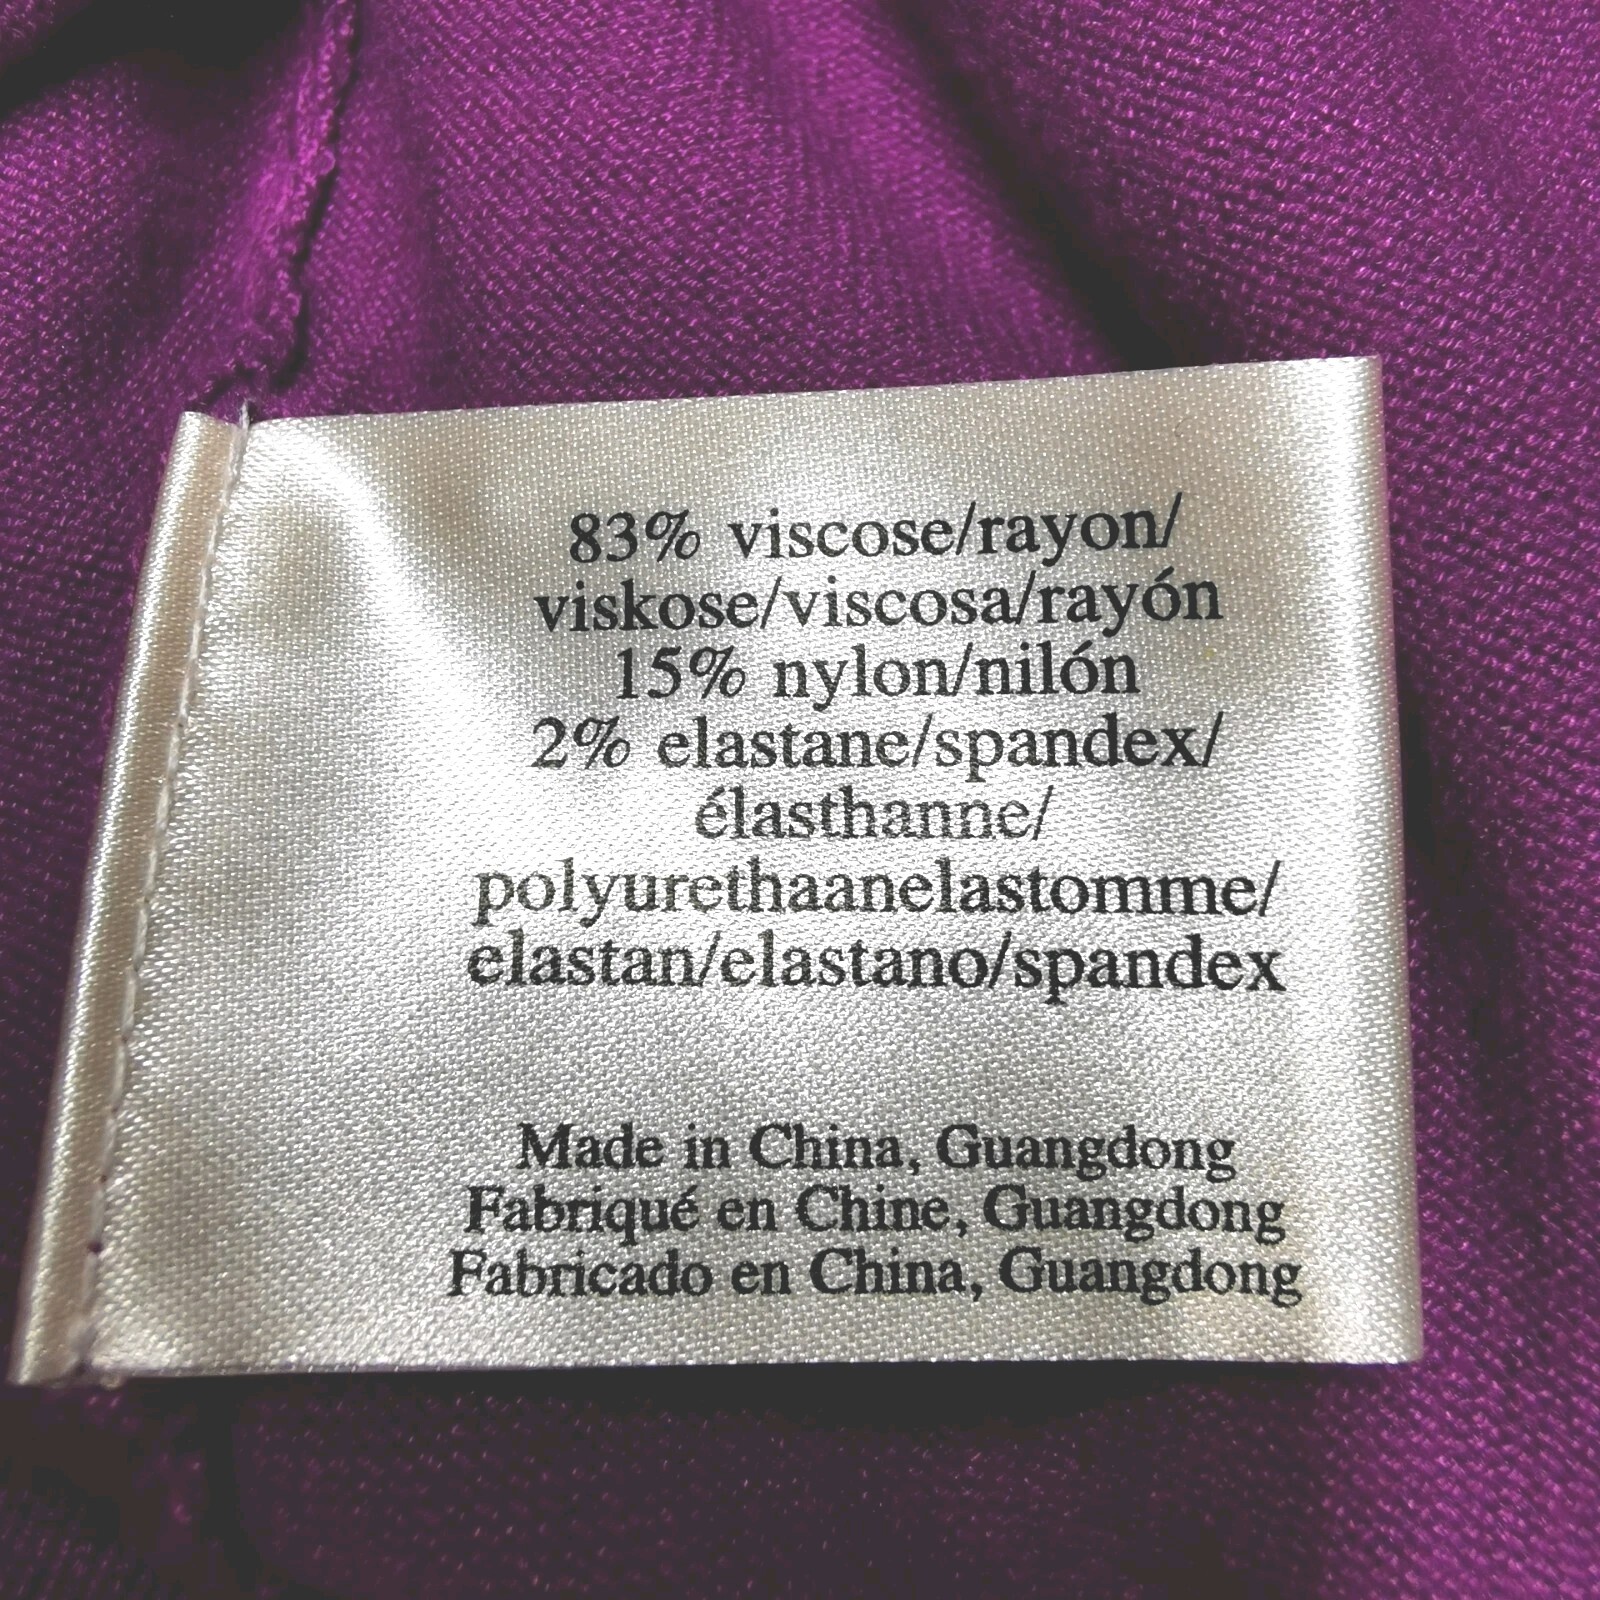 83% viscose/rayon/
viskose/viscosa/rayón
15% nylon/nilón
2% elastane/spandex/
élasthanne/
polyurethaanelastomme/
elastan/elastano/spandex
Made in China, Guangdong
Fabriqué en Chine, Guangdong
Fabricado en China, Guangdong